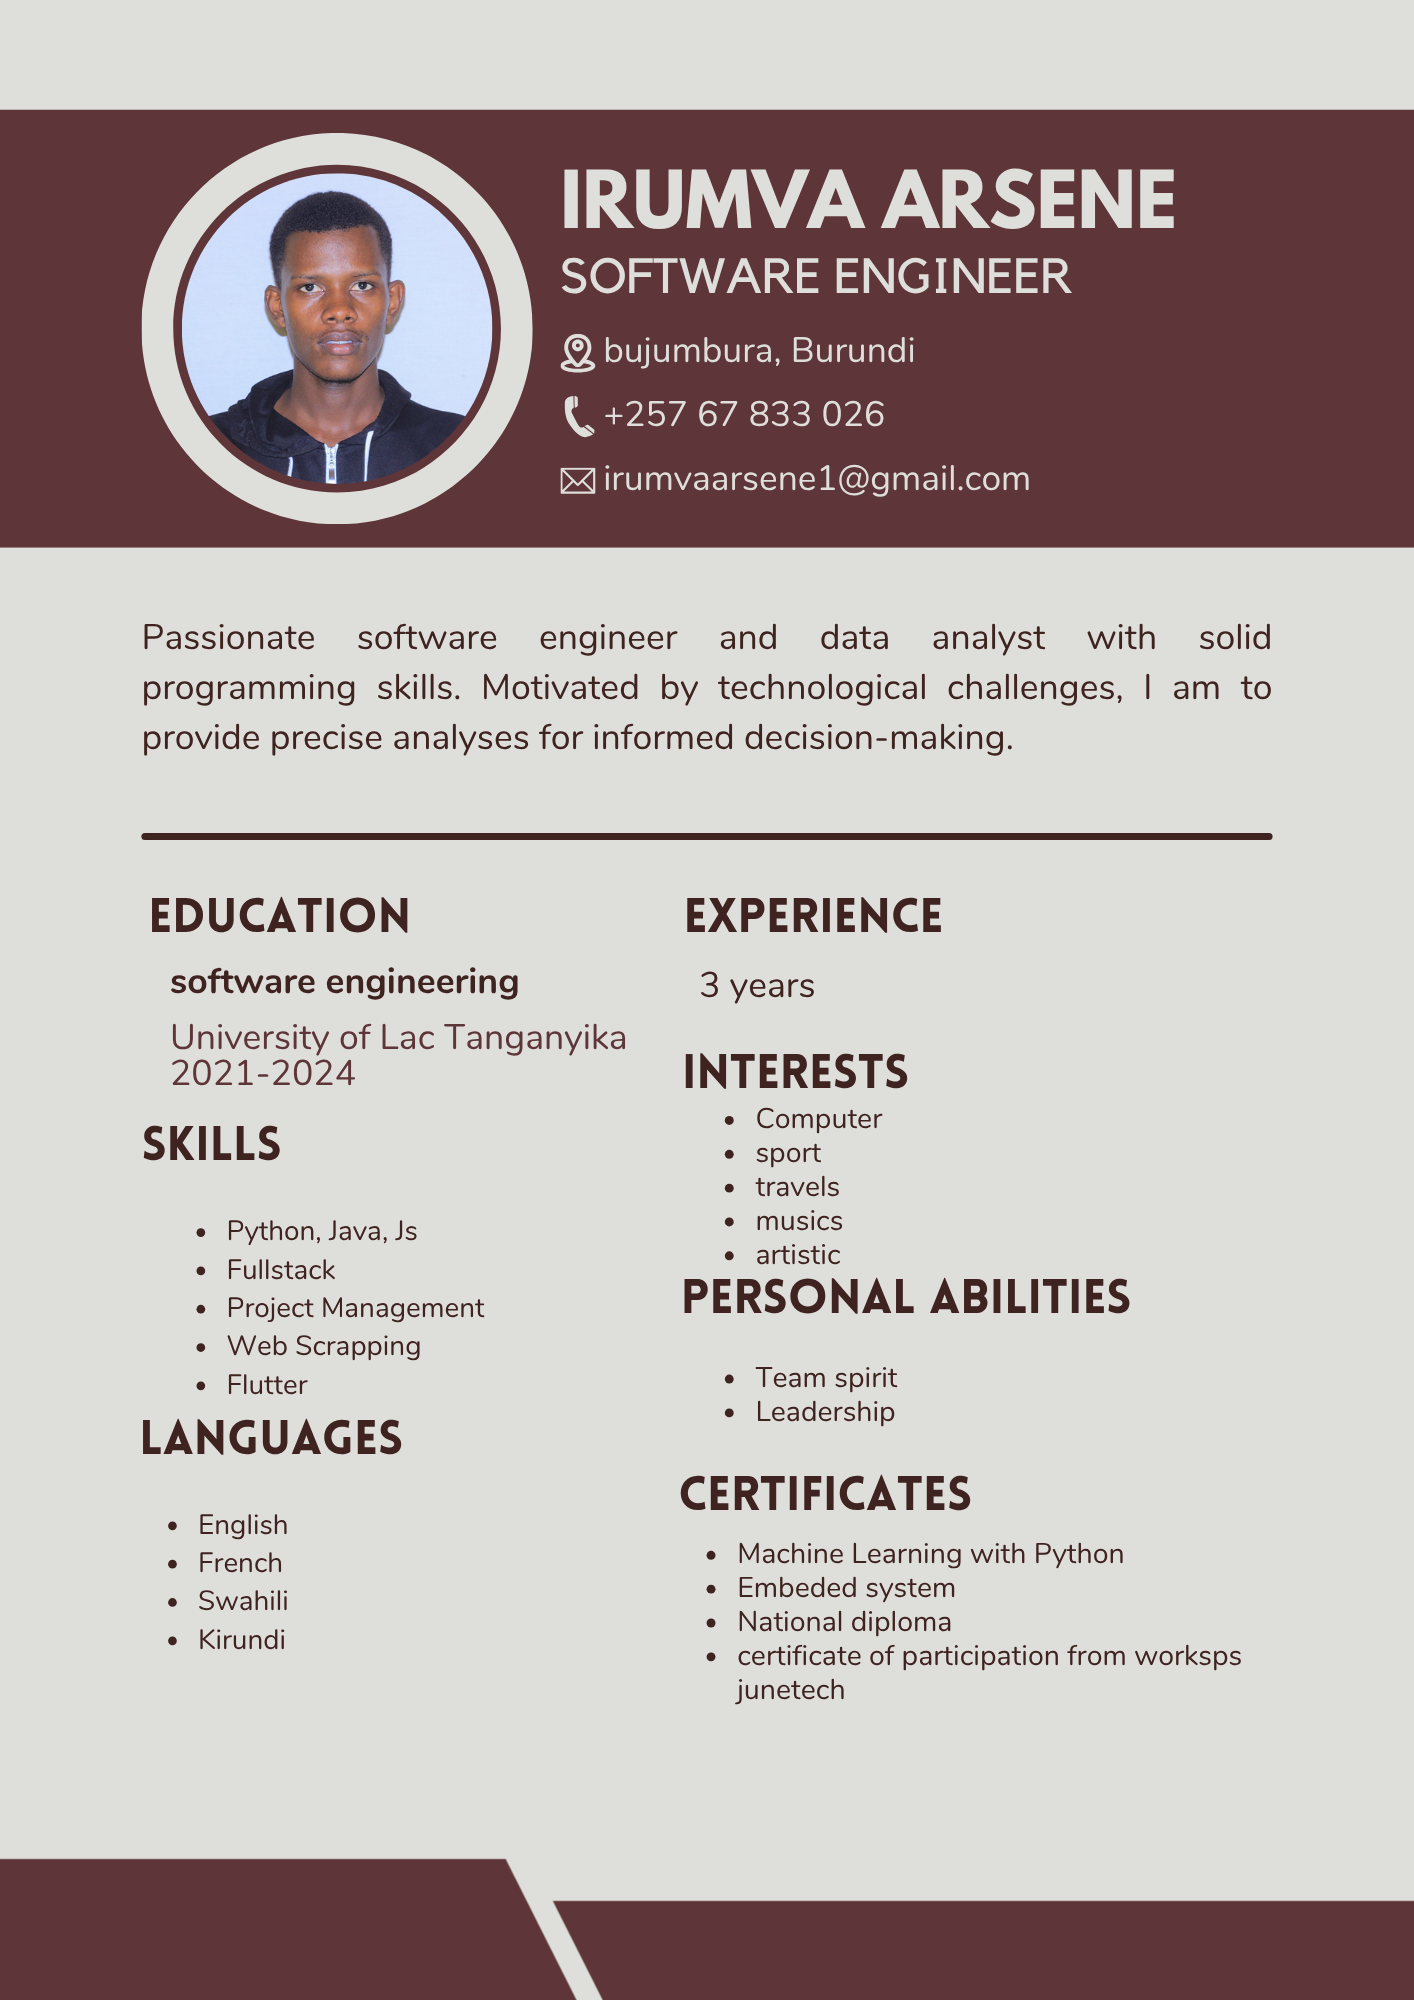 IRUMVA ARSENE
SOFTWARE ENGINEER
bujumbura, Burundi
+257 67 833 026
irumvaarsene1@gmail.com
Passionate software engineer and data analyst with solid
programming skills. Motivated by technological challenges, I am to
provide precise analyses for informed decision-making.
EDUCATION
software engineering
University of Lac Tanganyika
2021-2024
SKILLS
Python, Java, Js
Fullstack
Project Management
Web Scrapping
Flutter
LANGUAGES
English
French
Swahili
Kirundi
EXPERIENCE
3 years
INTERESTS
Computer
sport
travels
musics
artistic
PERSONAL ABILITIES
Team spirit
Leadership
CERTIFICATES
Machine Learning with Python
Embeded system
National diploma
certificate of participation from worksps
junetech